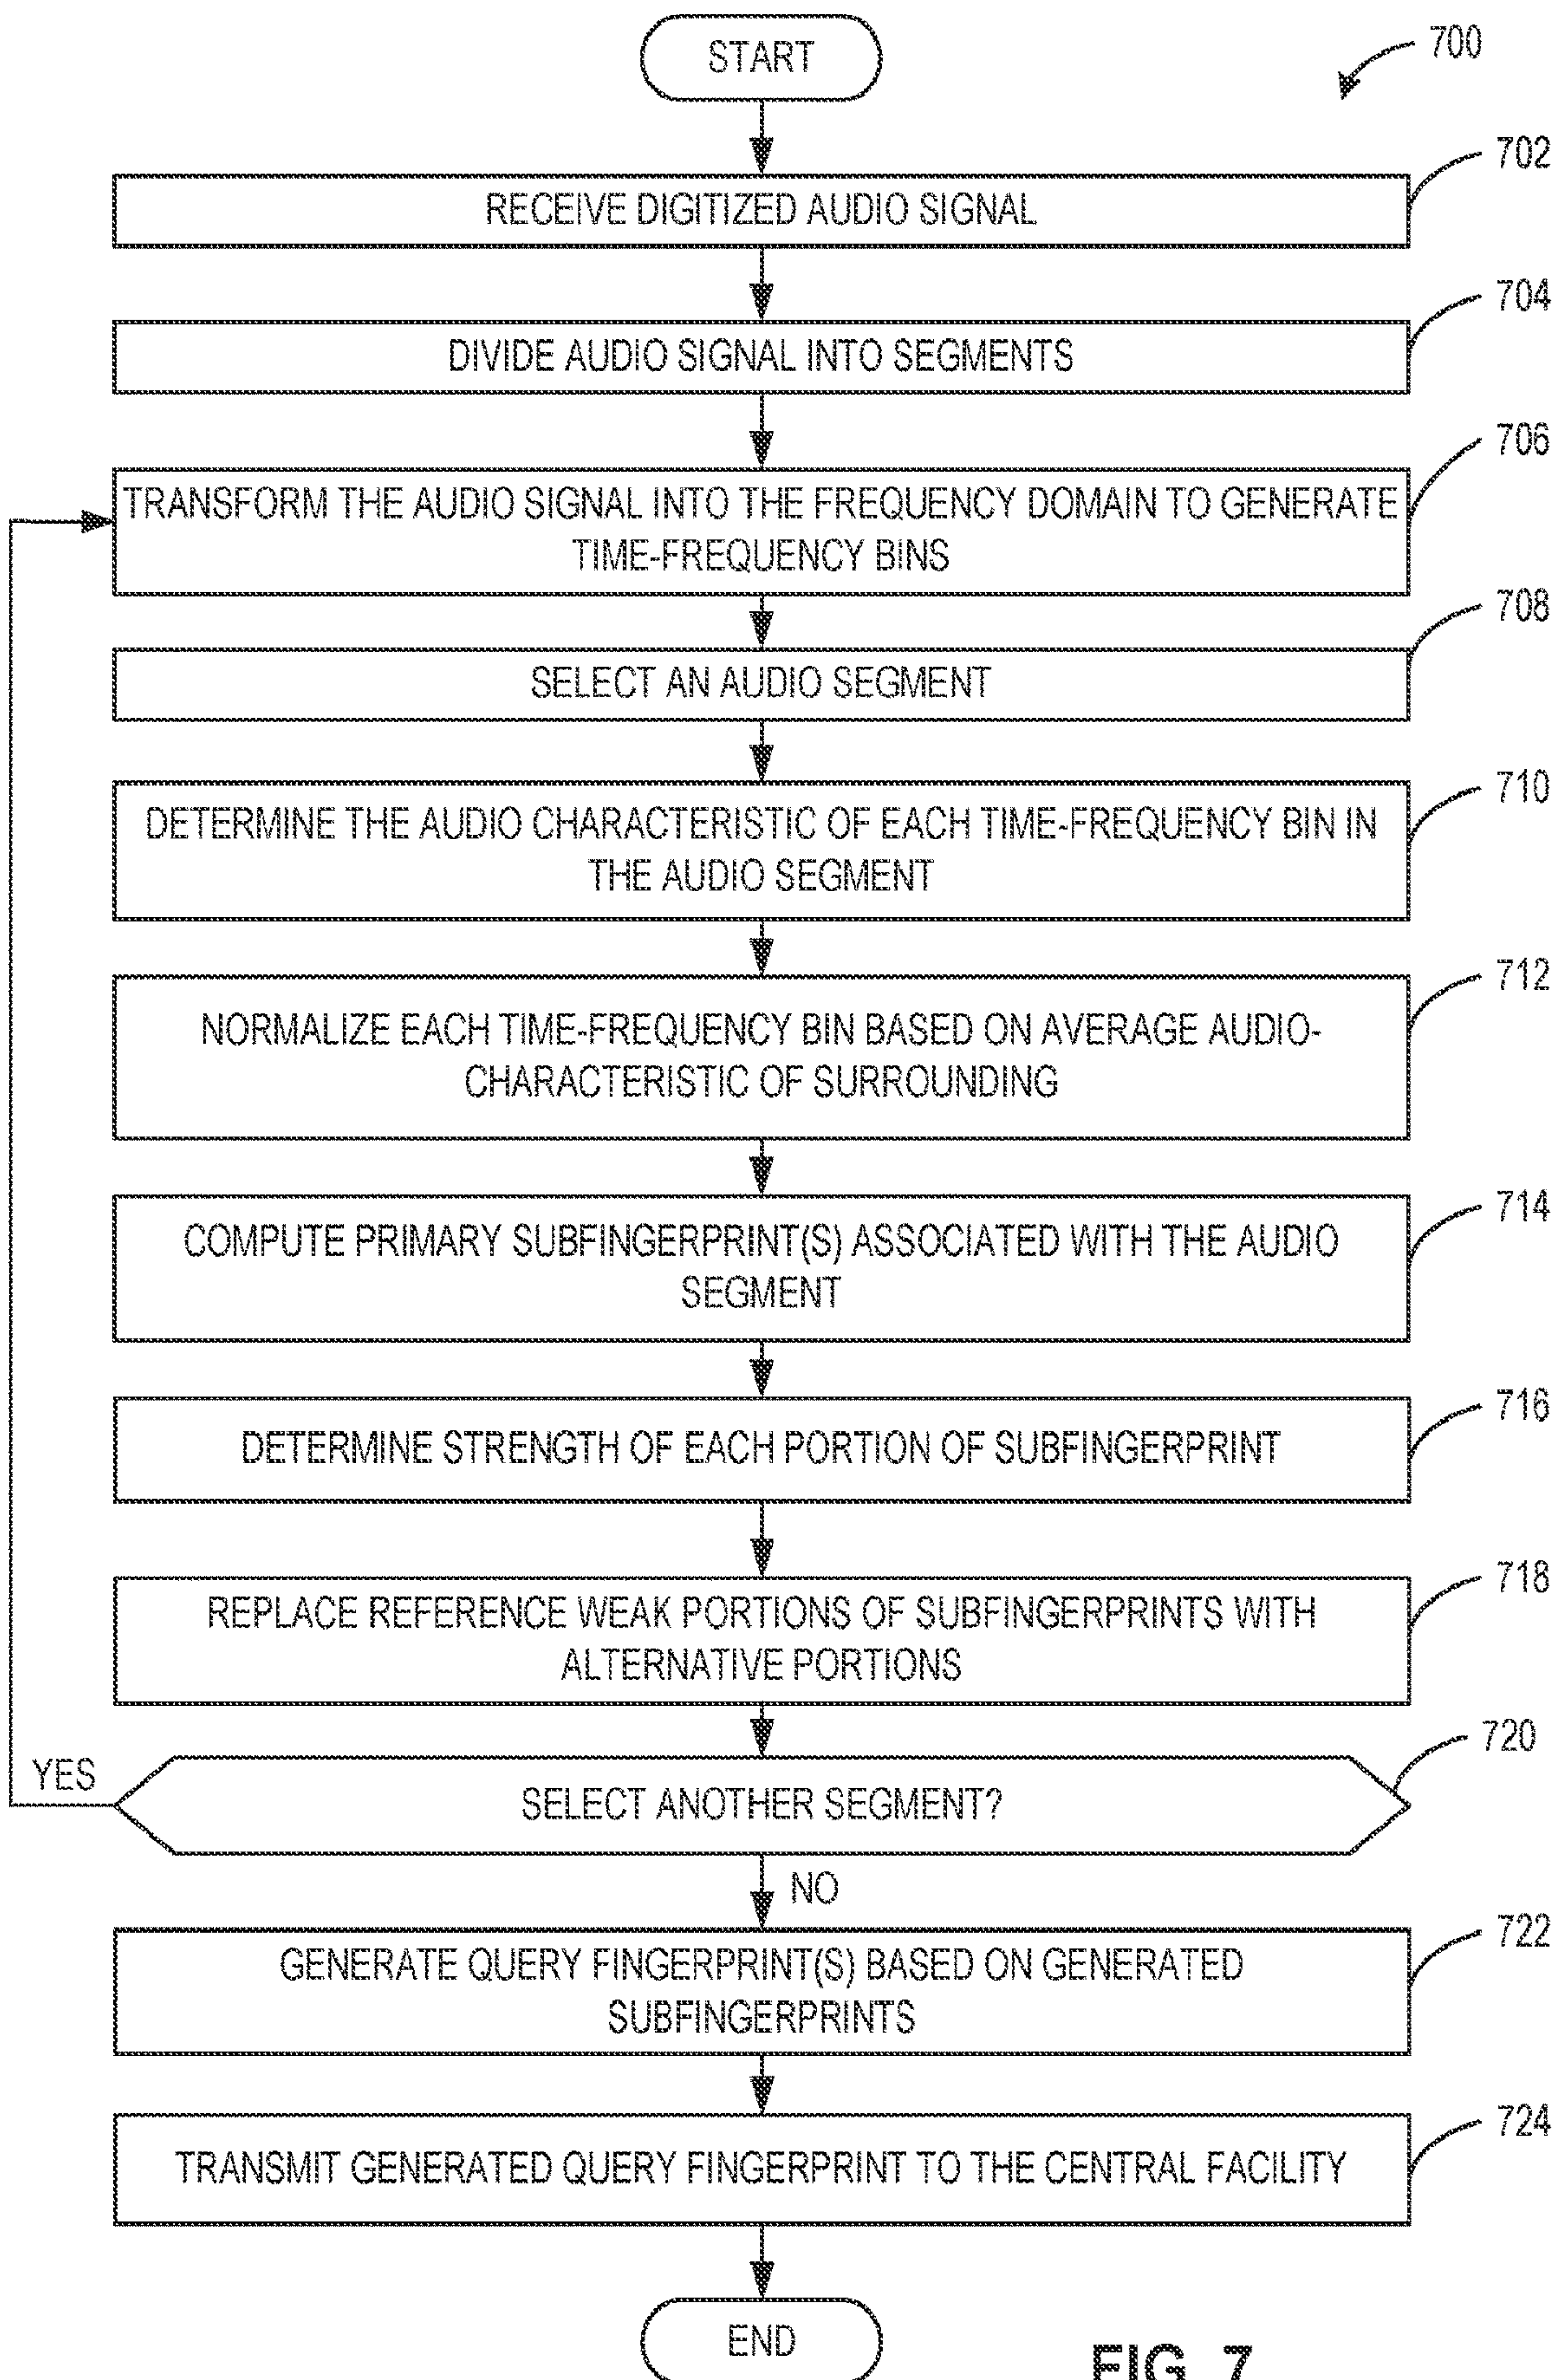 START
700
702
RECEIVE DIGITIZED AUDIO SIGNAL
704
DIVIDE AUDIO SIGNAL INTO SEGMENTS
706
TRANSFORM THE AUDIO SIGNAL INTO THE FREQUENCY DOMAIN TO GENERATE
TIME-FREQUENCY BINS
708
SELECT AN AUDIO SEGMENT
710
DETERMINE THE AUDIO CHARACTERISTIC OF EACH TIME-FREQUENCY BIN IN
THE AUDIO SEGMENT
712
NORMALIZE EACH TIME-FREQUENCY BIN BASED ON AVERAGE AUDIO-
CHARACTERISTIC OF SURROUNDING
714
COMPUTE PRIMARY SUBFINGERPRINT(S) ASSOCIATED WITH THE AUDIO
SEGMENT
716
DETERMINE STRENGTH OF EACH PORTION OF SUBFINGERPRINT
718
REPLACE REFERENCE WEAK PORTIONS OF SUBFINGERPRINTS WITH
ALTERNATIVE PORTIONS
720
YES
SELECT ANOTHER SEGMENT?
NO
722
GENERATE QUERY FINGERPRINT(S) BASED ON GENERATED
SUBFINGERPRINTS
724
TRANSMIT GENERATED QUERY FINGERPRINT TO THE CENTRAL FACILITY
END
FIG. 7